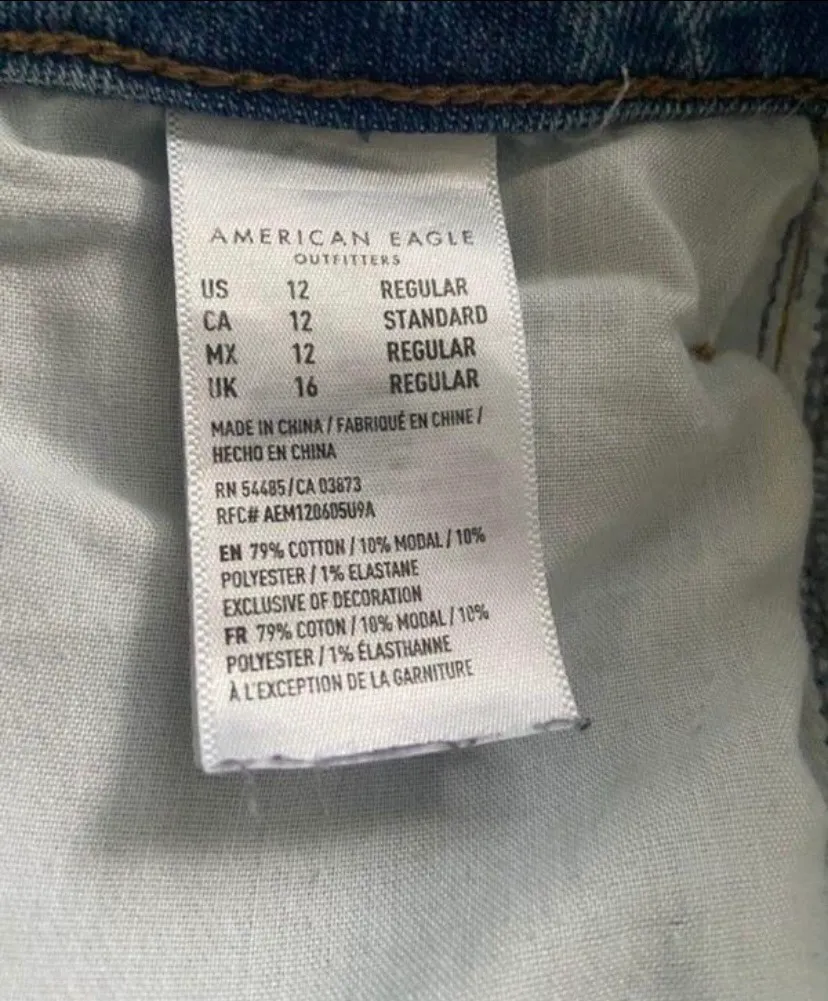 AMERICAN EAGLE
OUTFITTERS
US 12 REGULAR
CA 12 STANDARD
MX 12 REGULAR
UK 16 REGULAR
MADE IN CHINA / FABRIQUÉ EN CHINE /
HECHO EN CHINA
RN 54485/CA 03873
RFC# AEM120605U9A
EN 79% COTTON / 10% MODAL / 10%
POLYESTER / 1% ELASTANE
EXCLUSIVE OF DECORATION
FR 79% COTON / 10% MODAL / 10%
POLYESTER / 1% ÉLASTHANNE
À L'EXCEPTION DE LA GARNITURE